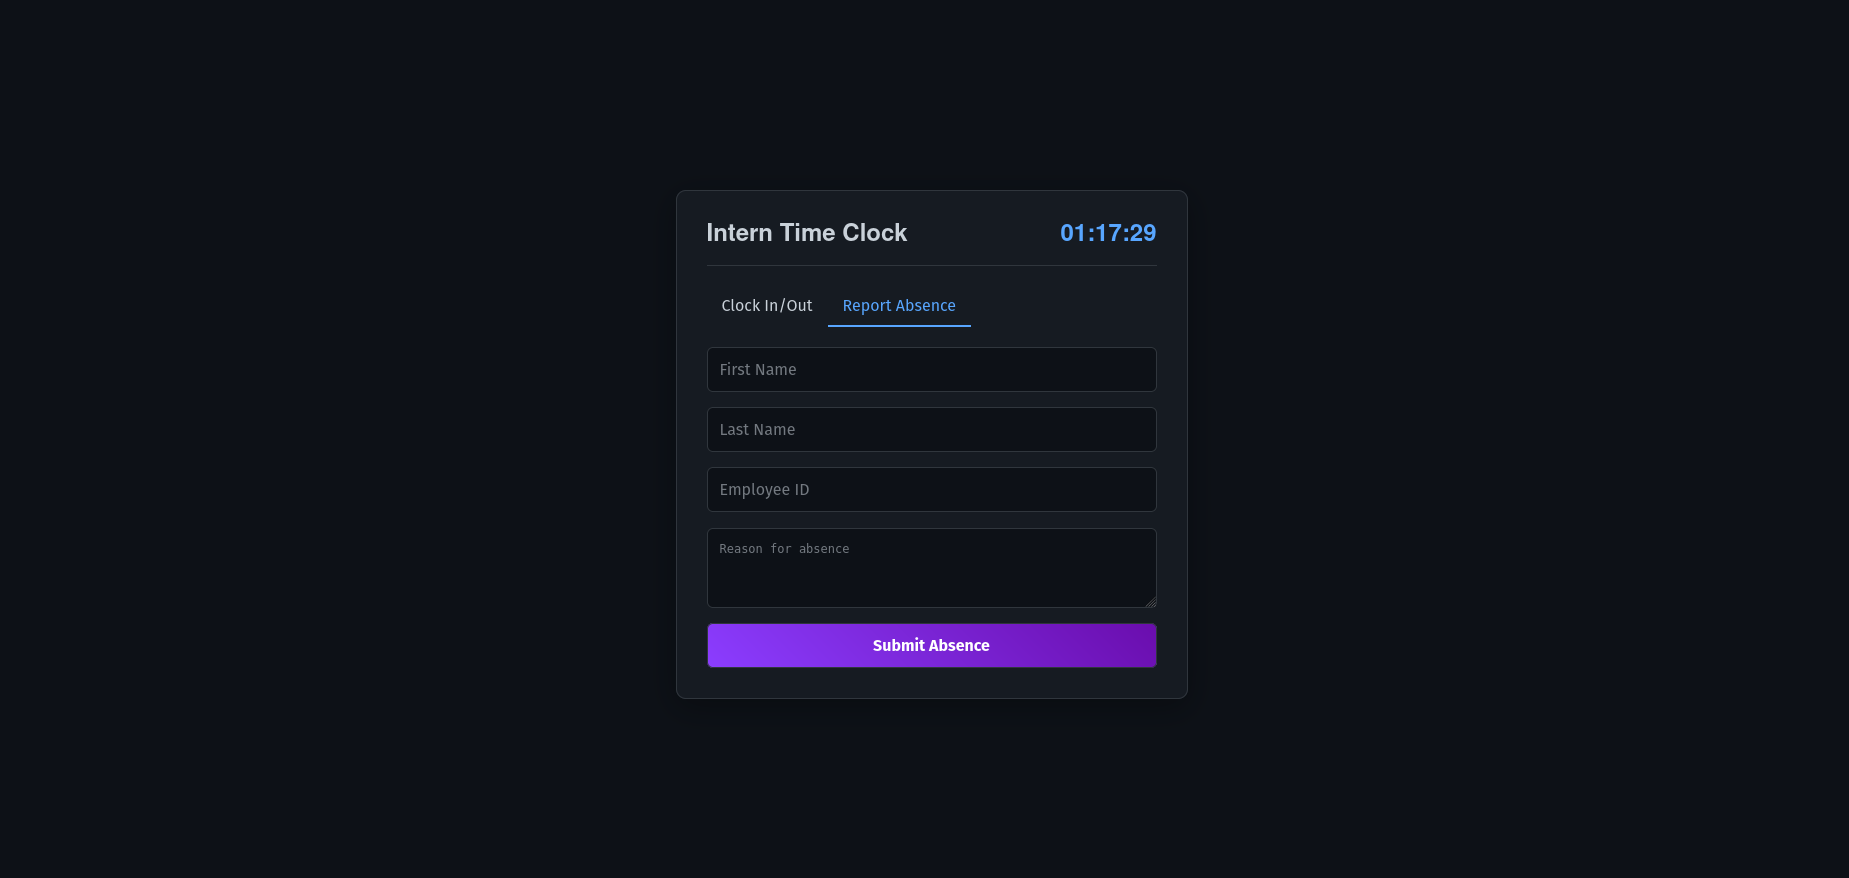 Intern Time Clock 01:17:29
Clock In/Out Report Absence
First Name
Last Name
Employee ID
Reason for absence
Submit Absence